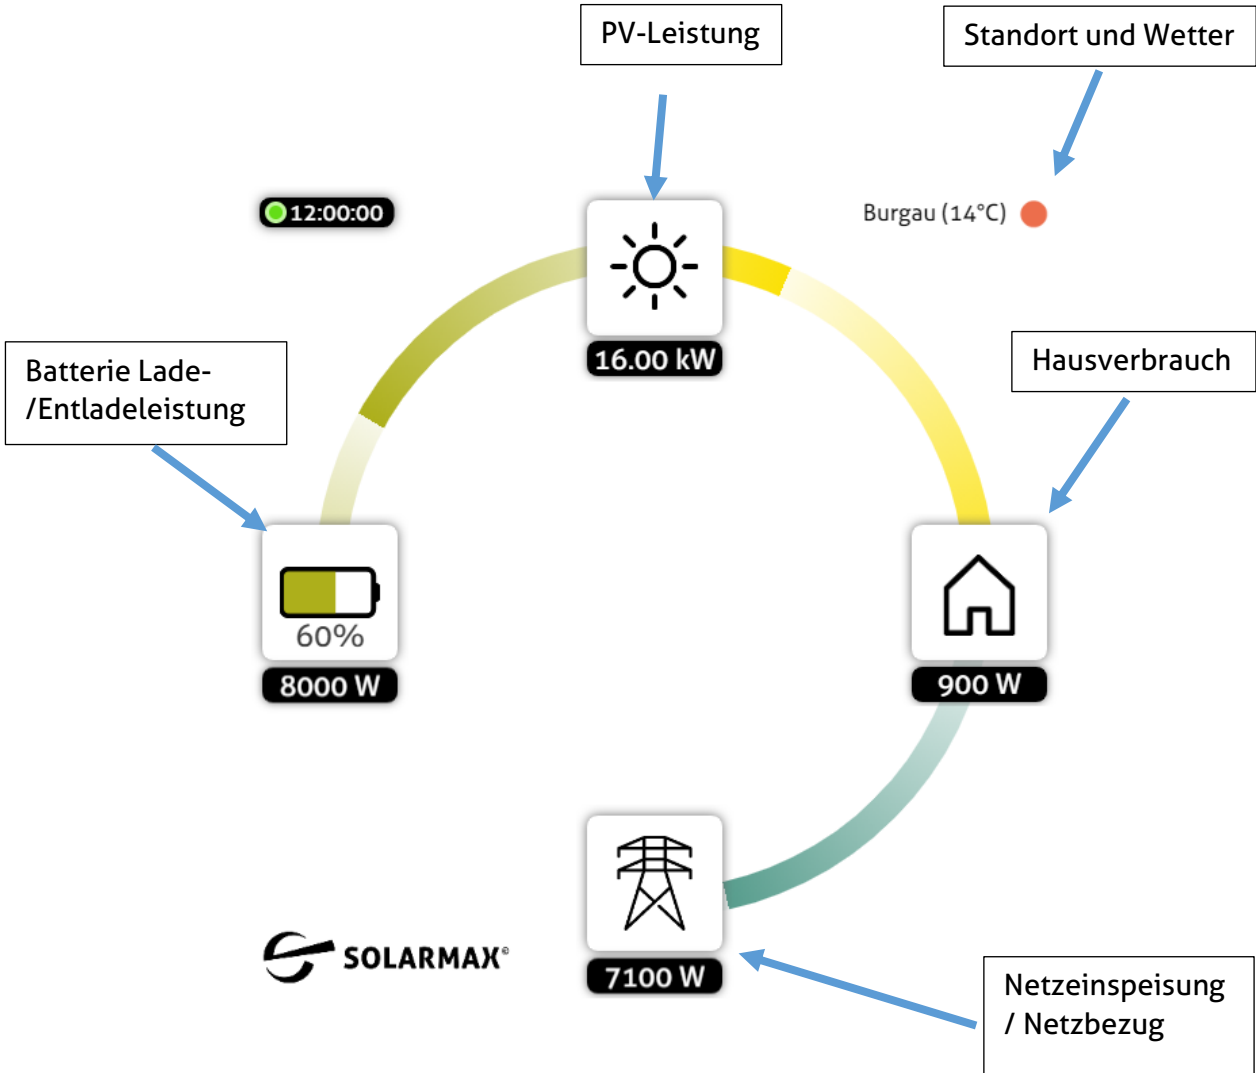 PV-Leistung
Standort und Wetter
12:00:00
Burgau (14°C)
16.00 kW
Batterie Lade-
/Entladeleistung
Hausverbrauch
60%
8000 W
900 W
SOLARMAX®
7100 W
Netzeinspeisung
/ Netzbezug